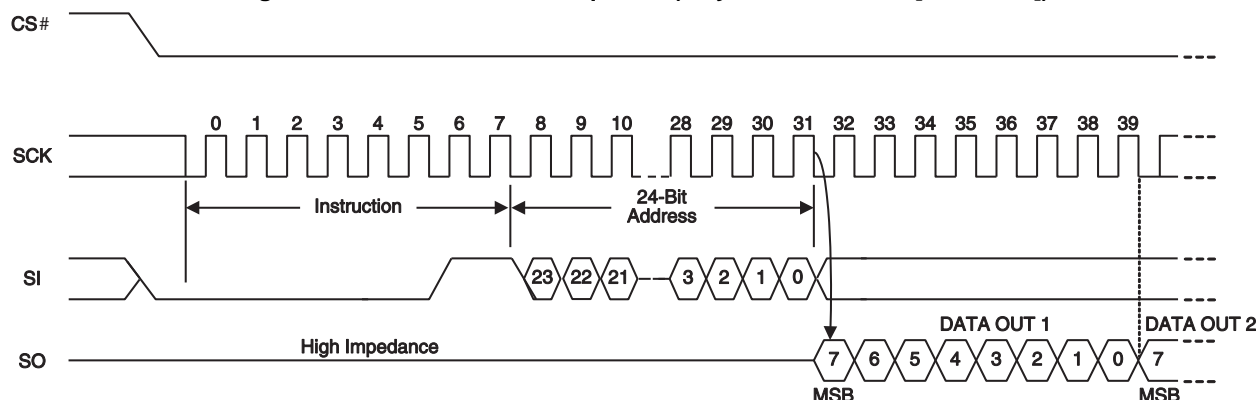 CS#
0 1 2 3 4 5 6 7 8 9 10 28 29 30 31 32 33 34 35 36 37 38 39
SCK
Instruction
24-Bit
Address
SI
23 22 21 3 2 1 0
DATA OUT 1
DATA OUT 2
High Impedance
SO
7 6 5 4 3 2 1 0 7
MSB
MSB